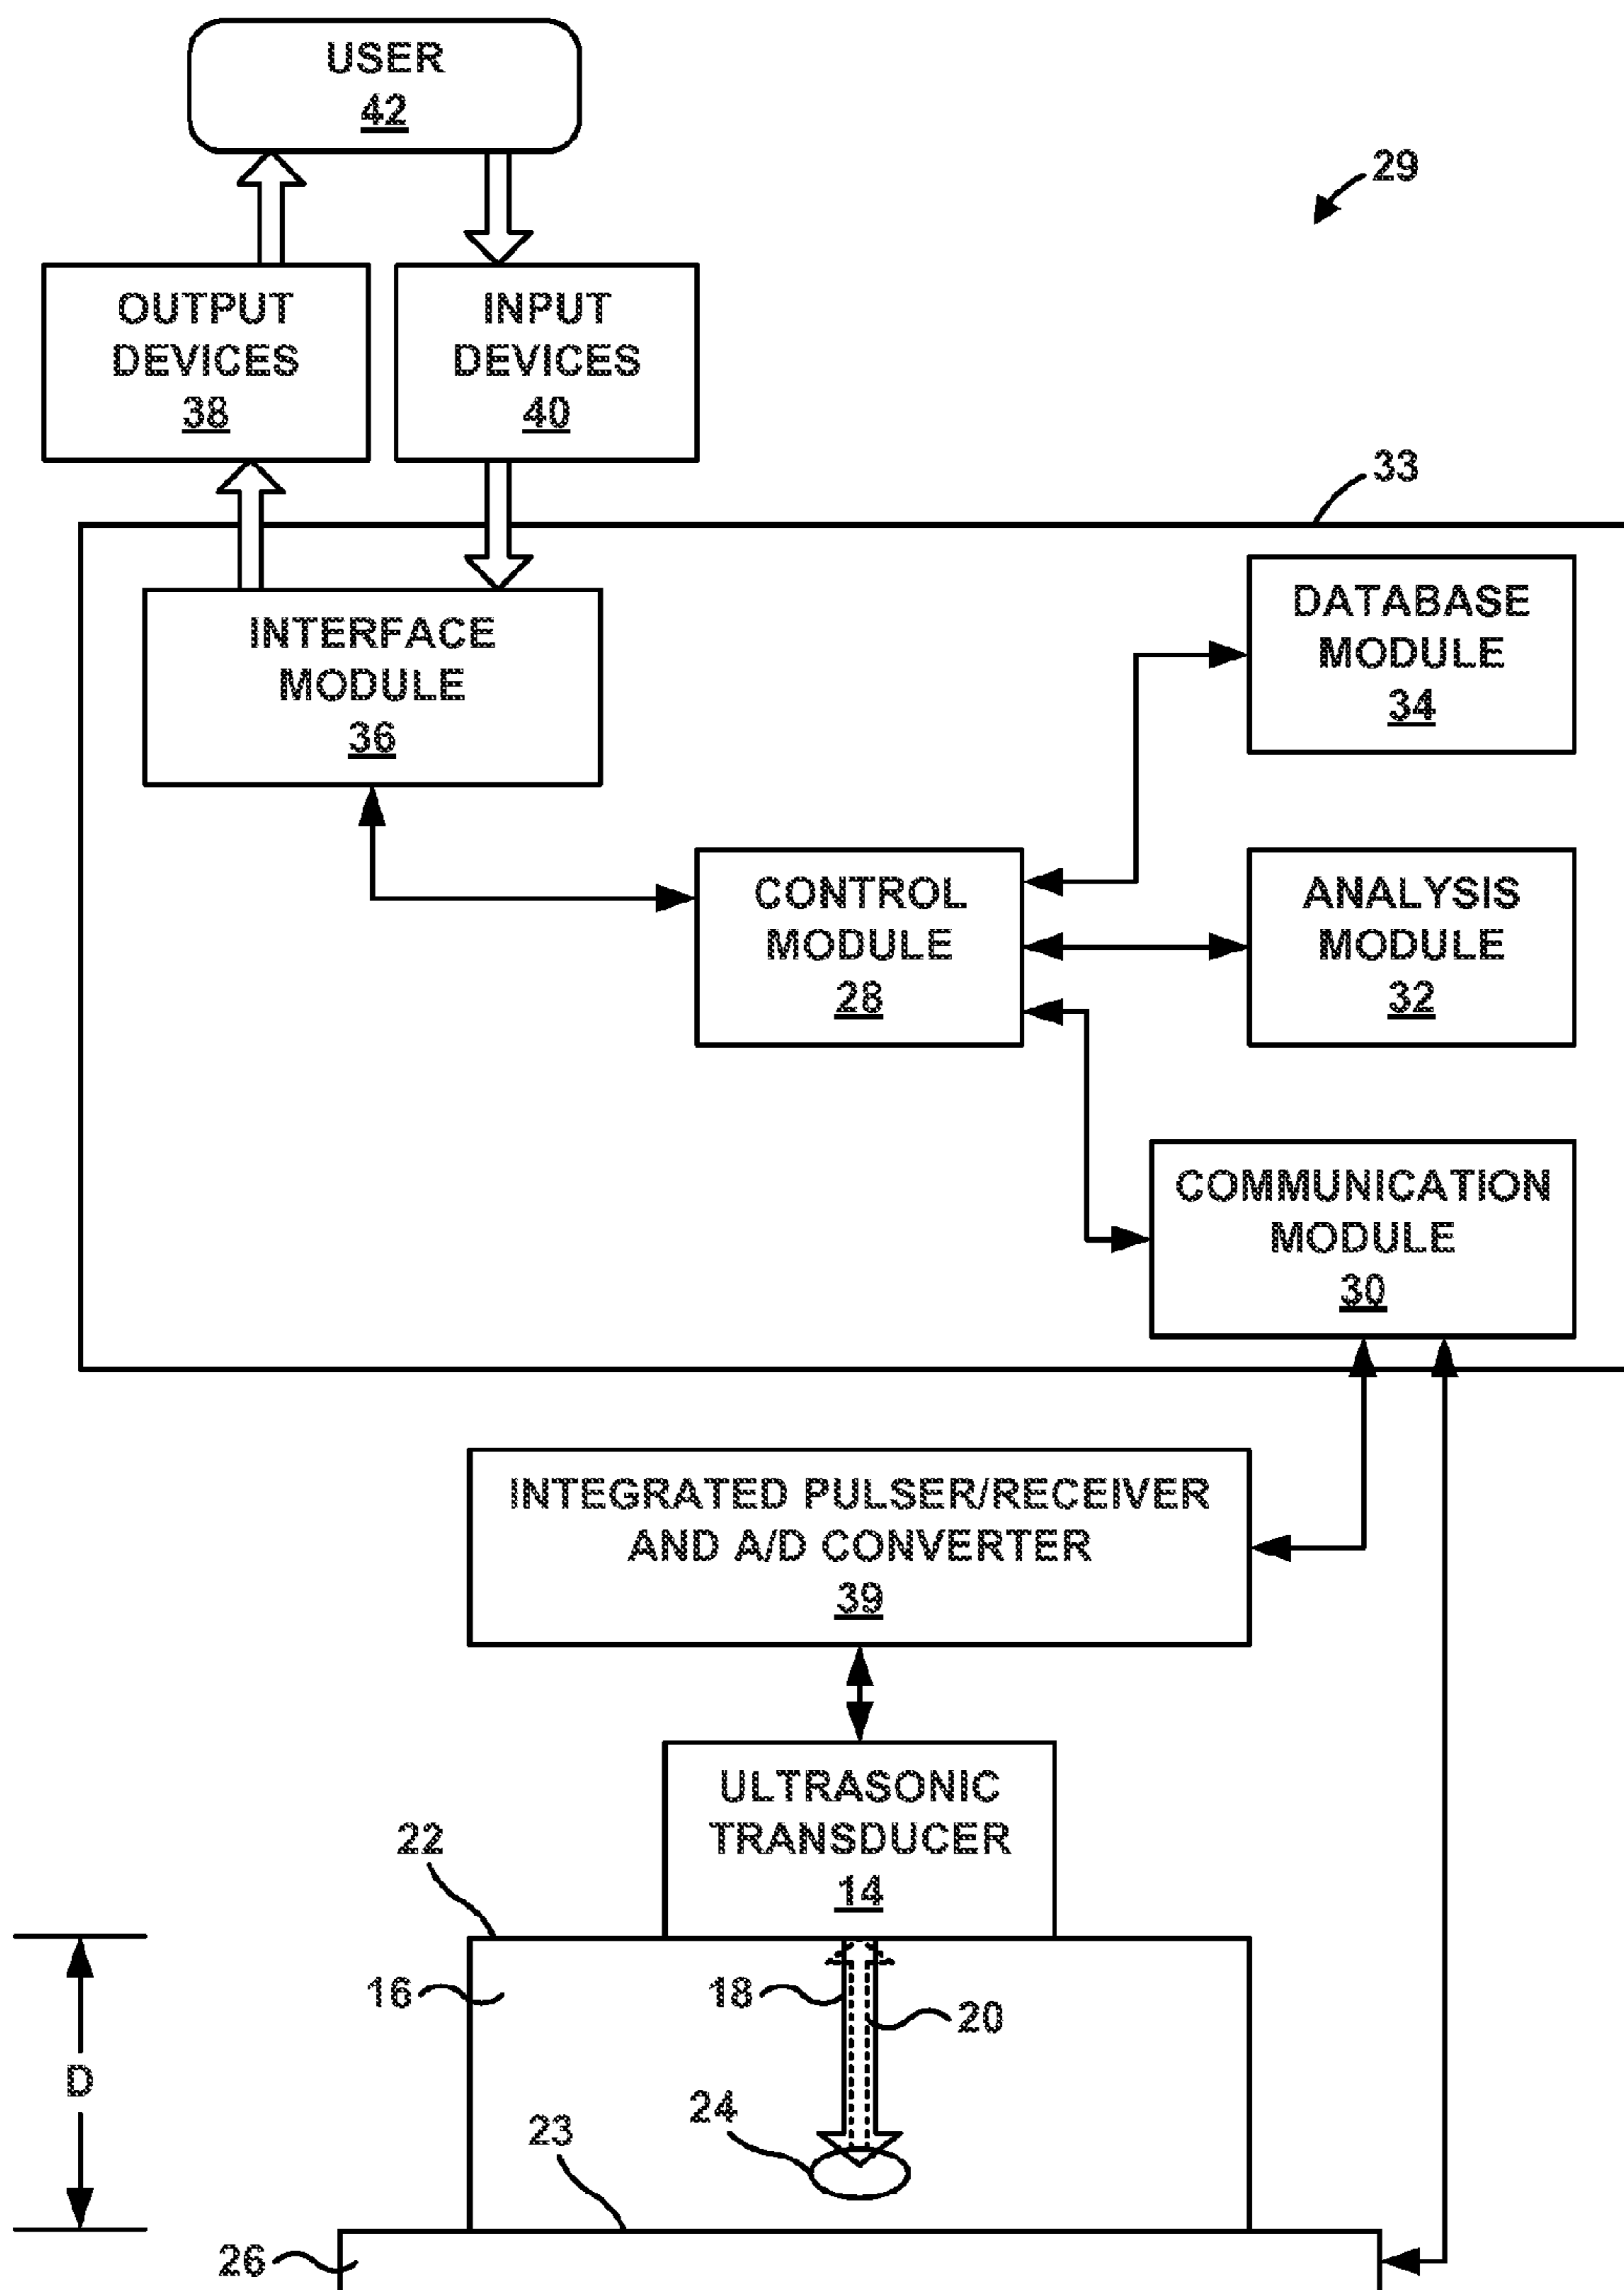 USER
42
29
OUTPUT
DEVICES
38
INPUT
DEVICES
40
33
INTERFACE
MODULE
36
DATABASE
MODULE
34
CONTROL
MODULE
28
ANALYSIS
MODULE
32
COMMUNICATION
MODULE
30
INTEGRATED PULSER/RECEIVER
AND A/D CONVERTER
39
ULTRASONIC
TRANSDUCER
14
22
16
18
20
D
24
23
26